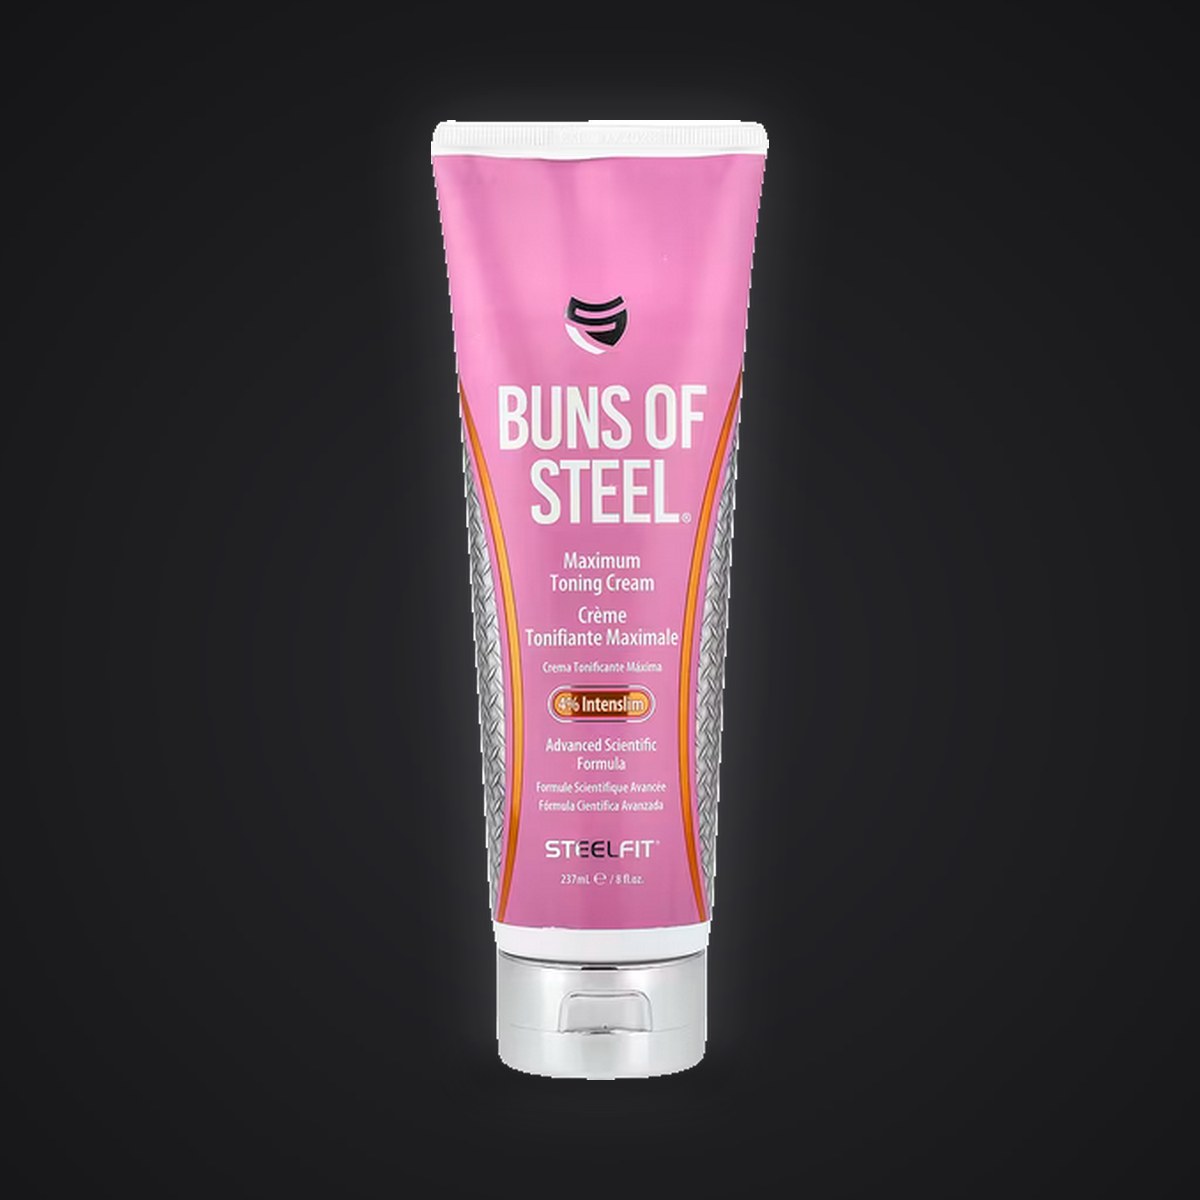 BUNS OF
STEEL®
Maximum
Toning Cream
Crème
Tonifiante Maximale
Crema Tonificante Máxima
4% Intenslim
Advanced Scientific
Formula
Formule Scientifique Avancée
Fórmula Científica Avanzada
STEELFIT®
237mL ℮ / 8 fl.oz.